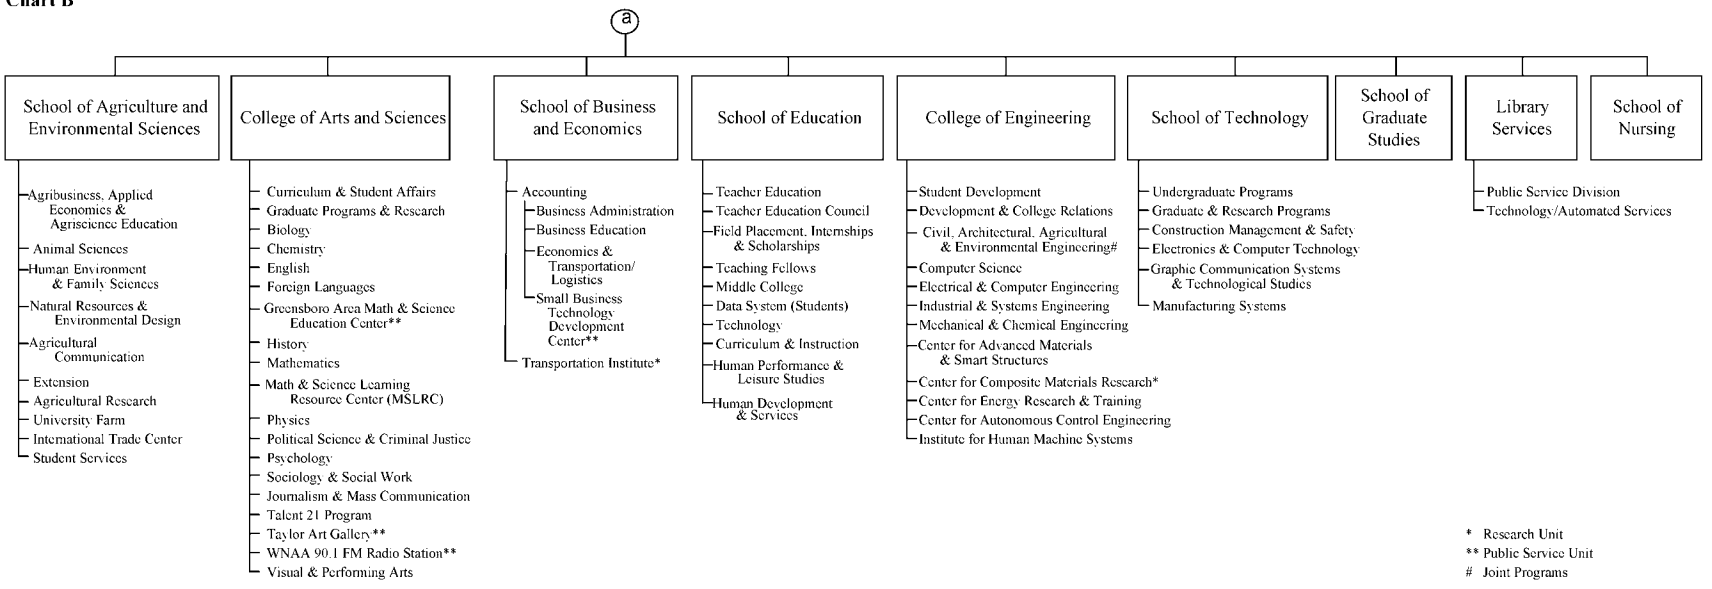 Chart B
a
School of Agriculture and
Environmental Sciences
Agribusiness, Applied
Economics &
Agriscience Education
Animal Sciences
Human Environment
& Family Sciences
Natural Resources &
Environmental Design
Agricultural
Communication
Extension
Agricultural Research
University Farm
International Trade Center
Student Services
College of Arts and Sciences
Curriculum & Student Affairs
Graduate Programs & Research
Biology
Chemistry
English
Foreign Languages
Greensboro Area Math & Science
Education Center**
History
Mathematics
Math & Science Learning
Resource Center (MSLRC)
Physics
Political Science & Criminal Justice
Psychology
Sociology & Social Work
Journalism & Mass Communication
Talent 21 Program
Taylor Art Gallery**
WNAA 90.1 FM Radio Station**
Visual & Performing Arts
School of Business
and Economics
Accounting
Business Administration
Business Education
Economics &
Transportation/
Logistics
Small Business
Technology
Development
Center**
Transportation Institute*
School of Education
Teacher Education
Teacher Education Council
Field Placement, Internships
& Scholarships
Teaching Fellows
Middle College
Data System (Students)
Technology
Curriculum & Instruction
Human Performance &
Leisure Studies
Human Development
& Services
College of Engineering
Student Development
Development & College Relations
Civil, Architectural, Agricultural
& Environmental Engineering#
Computer Science
Electrical & Computer Engineering
Industrial & Systems Engineering
Mechanical & Chemical Engineering
Center for Advanced Materials
& Smart Structures
Center for Composite Materials Research*
Center for Energy Research & Training
Center for Autonomous Control Engineering
Institute for Human Machine Systems
School of Technology
Undergraduate Programs
Graduate & Research Programs
Construction Management & Safety
Electronics & Computer Technology
Graphic Communication Systems
& Technological Studies
Manufacturing Systems
School of
Graduate
Studies
Library
Services
Public Service Division
Technology/Automated Services
School of
Nursing
* Research Unit
** Public Service Unit
# Joint Programs